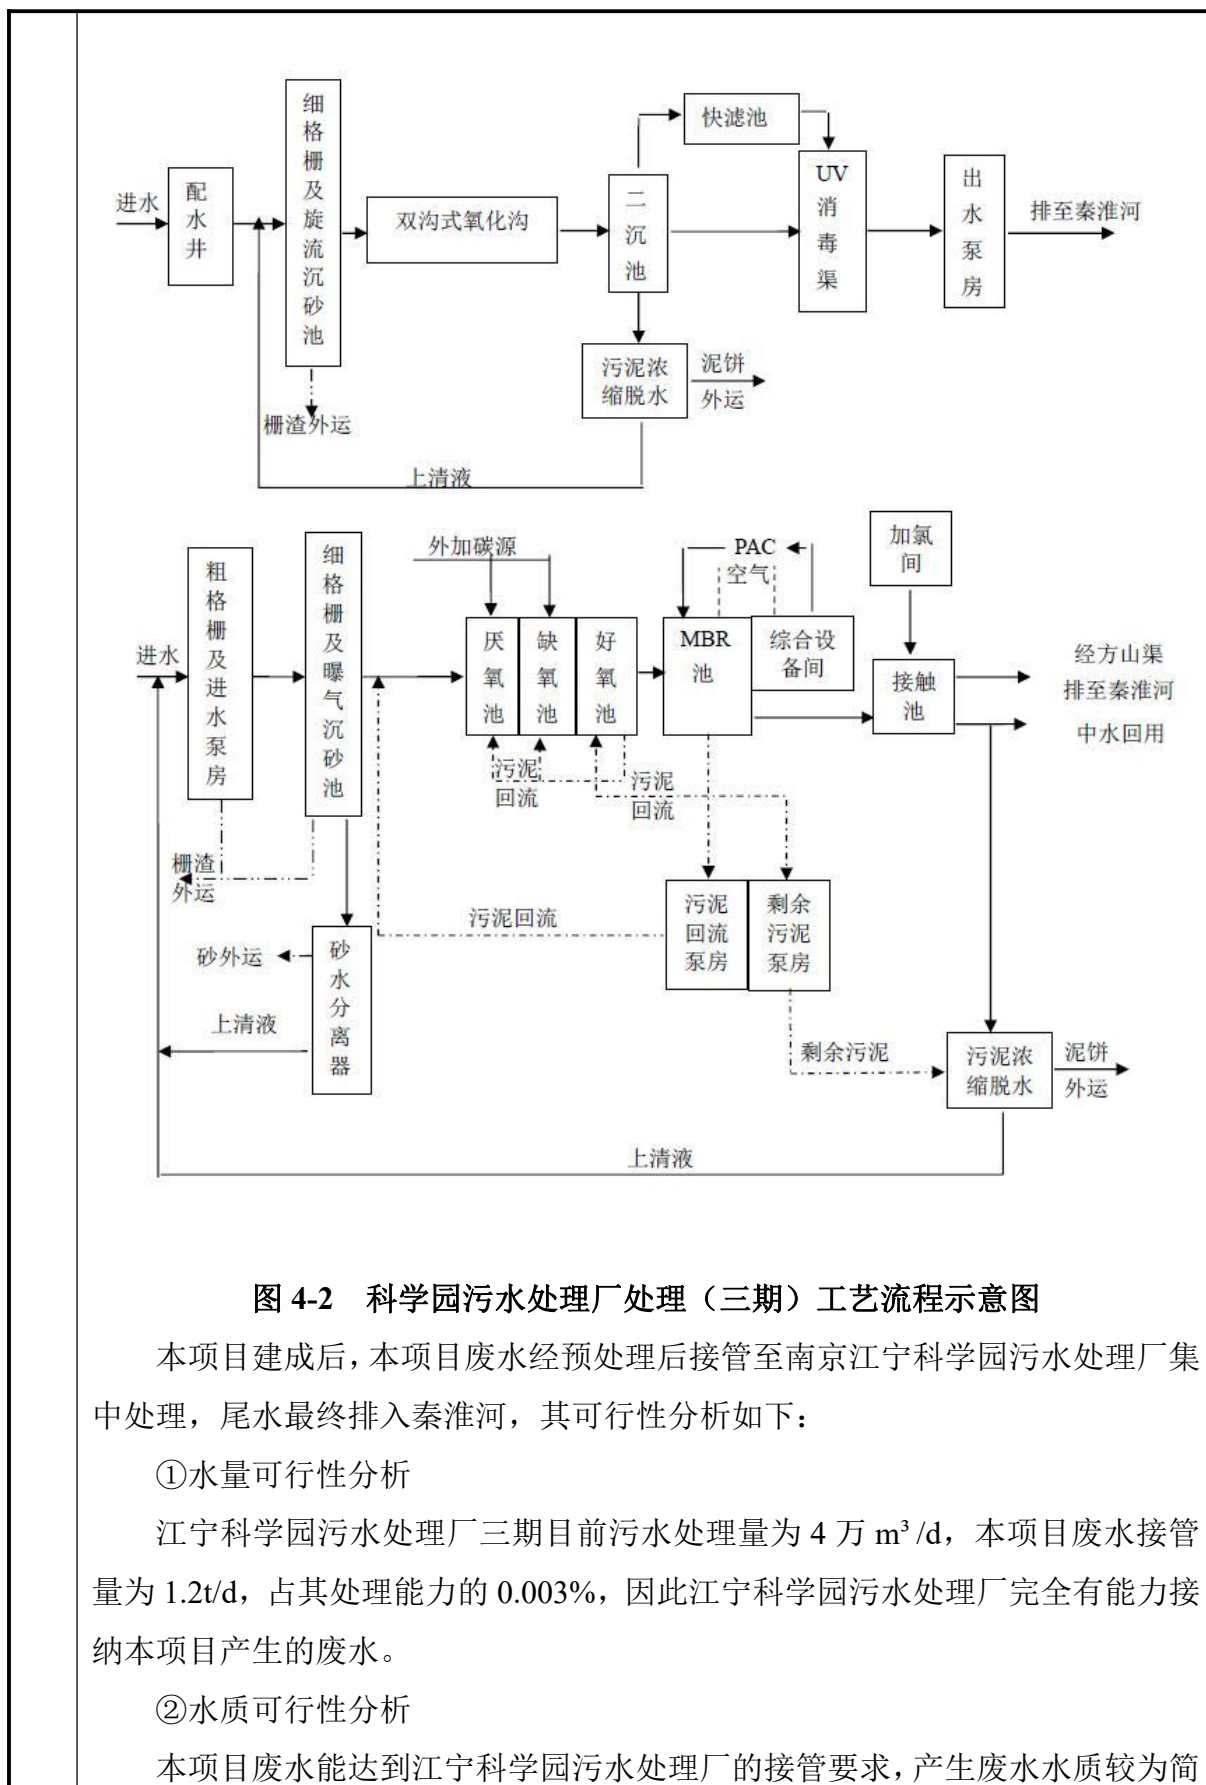 进水
配水井
细格栅及旋流沉砂池
栅渣外运
双沟式氧化沟
二沉池
快滤池
UV消毒渠
出水泵房
排至秦淮河
污泥浓
缩脱水
泥饼
外运
上清液
进水
粗格栅及进水泵房
细格栅及曝气沉砂池
外加碳源
厌氧池
缺氧池
好氧池
PAC
空气
MBR
池
综合设
备间
加氯
间
接触
池
经方山渠
排至秦淮河
中水回用
污泥
回流
污泥
回流
栅渣
外运
污泥回流
污泥
回流
泵房
剩余
污泥
泵房
砂外运
砂水分离器
上清液
剩余污泥
污泥浓
缩脱水
泥饼
外运
上清液
图 4-2 科学园污水处理厂处理（三期）工艺流程示意图
本项目建成后，本项目废水经预处理后接管至南京江宁科学园污水处理厂集
中处理，尾水最终排入秦淮河，其可行性分析如下：
①水量可行性分析
江宁科学园污水处理厂三期目前污水处理量为 4 万 m³/d，本项目废水接管
量为 1.2t/d，占其处理能力的 0.003%，因此江宁科学园污水处理厂完全有能力接
纳本项目产生的废水。
②水质可行性分析
本项目废水能达到江宁科学园污水处理厂的接管要求，产生废水水质较为简